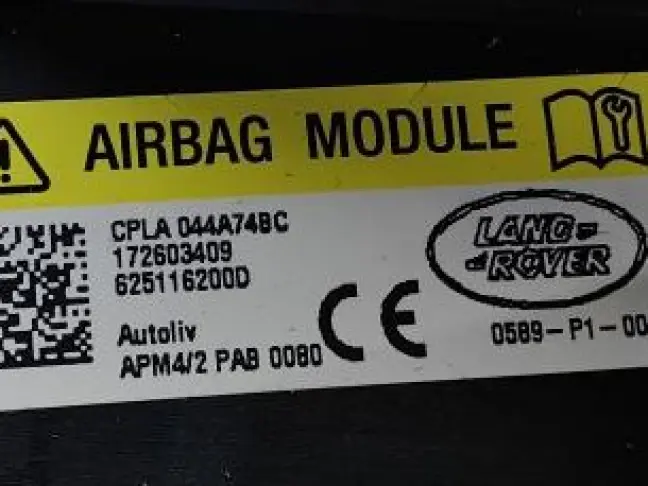 AIRBAG MODULE
CPLA 044A74BC
172603409
625116200D
Autoliv
APM4/2 PAB 0080
CE
LAND ROVER
0589-P1-00